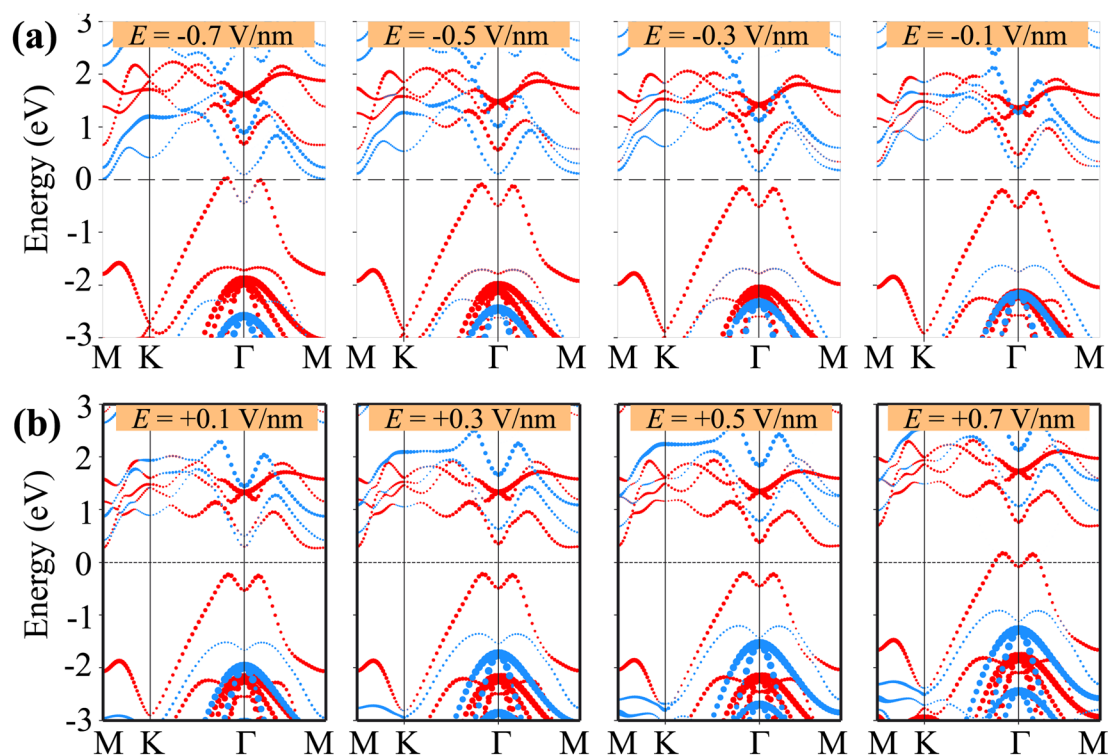 (a)
E = -0.7 V/nm
E = -0.5 V/nm
E = -0.3 V/nm
E = -0.1 V/nm
Energy (eV)
3
2
1
0
-1
-2
-3
M K Γ M
M K Γ M
M K Γ M
M K Γ M
(b)
E = +0.1 V/nm
E = +0.3 V/nm
E = +0.5 V/nm
E = +0.7 V/nm
Energy (eV)
3
2
1
0
-1
-2
-3
M K Γ M
M K Γ M
M K Γ M
M K Γ M